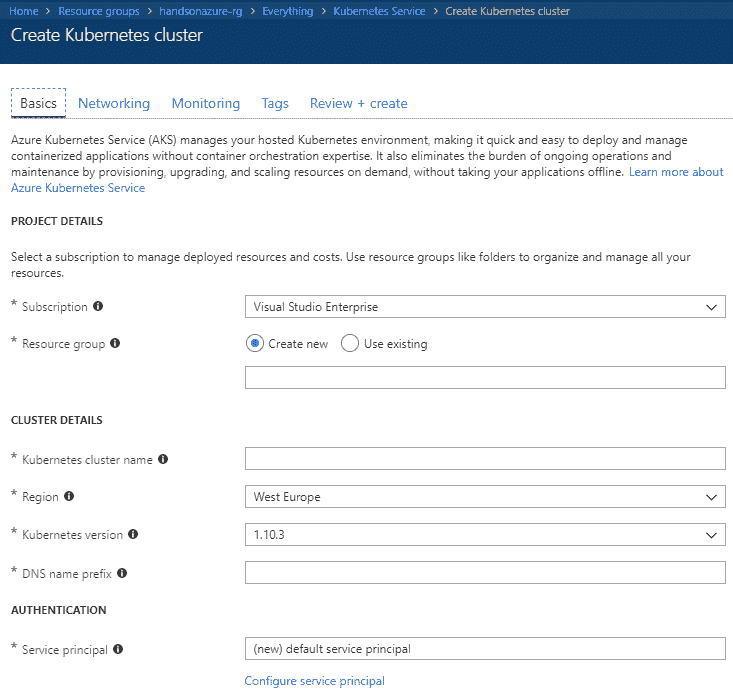 Home > Resource groups > handsonazure-rg > Everything > Kubernetes Service > Create Kubernetes cluster
Create Kubernetes cluster
Basics Networking Monitoring Tags Review + create
Azure Kubernetes Service (AKS) manages your hosted Kubernetes environment, making it quick and easy to deploy and manage
containerized applications without container orchestration expertise. It also eliminates the burden of ongoing operations and
maintenance by provisioning, upgrading, and scaling resources on demand, without taking your applications offline. Learn more about
Azure Kubernetes Service
PROJECT DETAILS
Select a subscription to manage deployed resources and costs. Use resource groups like folders to organize and manage all your
resources.
* Subscription Visual Studio Enterprise
* Resource group Create new Use existing
CLUSTER DETAILS
* Kubernetes cluster name
* Region West Europe
* Kubernetes version 1.10.3
* DNS name prefix
AUTHENTICATION
* Service principal (new) default service principal
Configure service principal